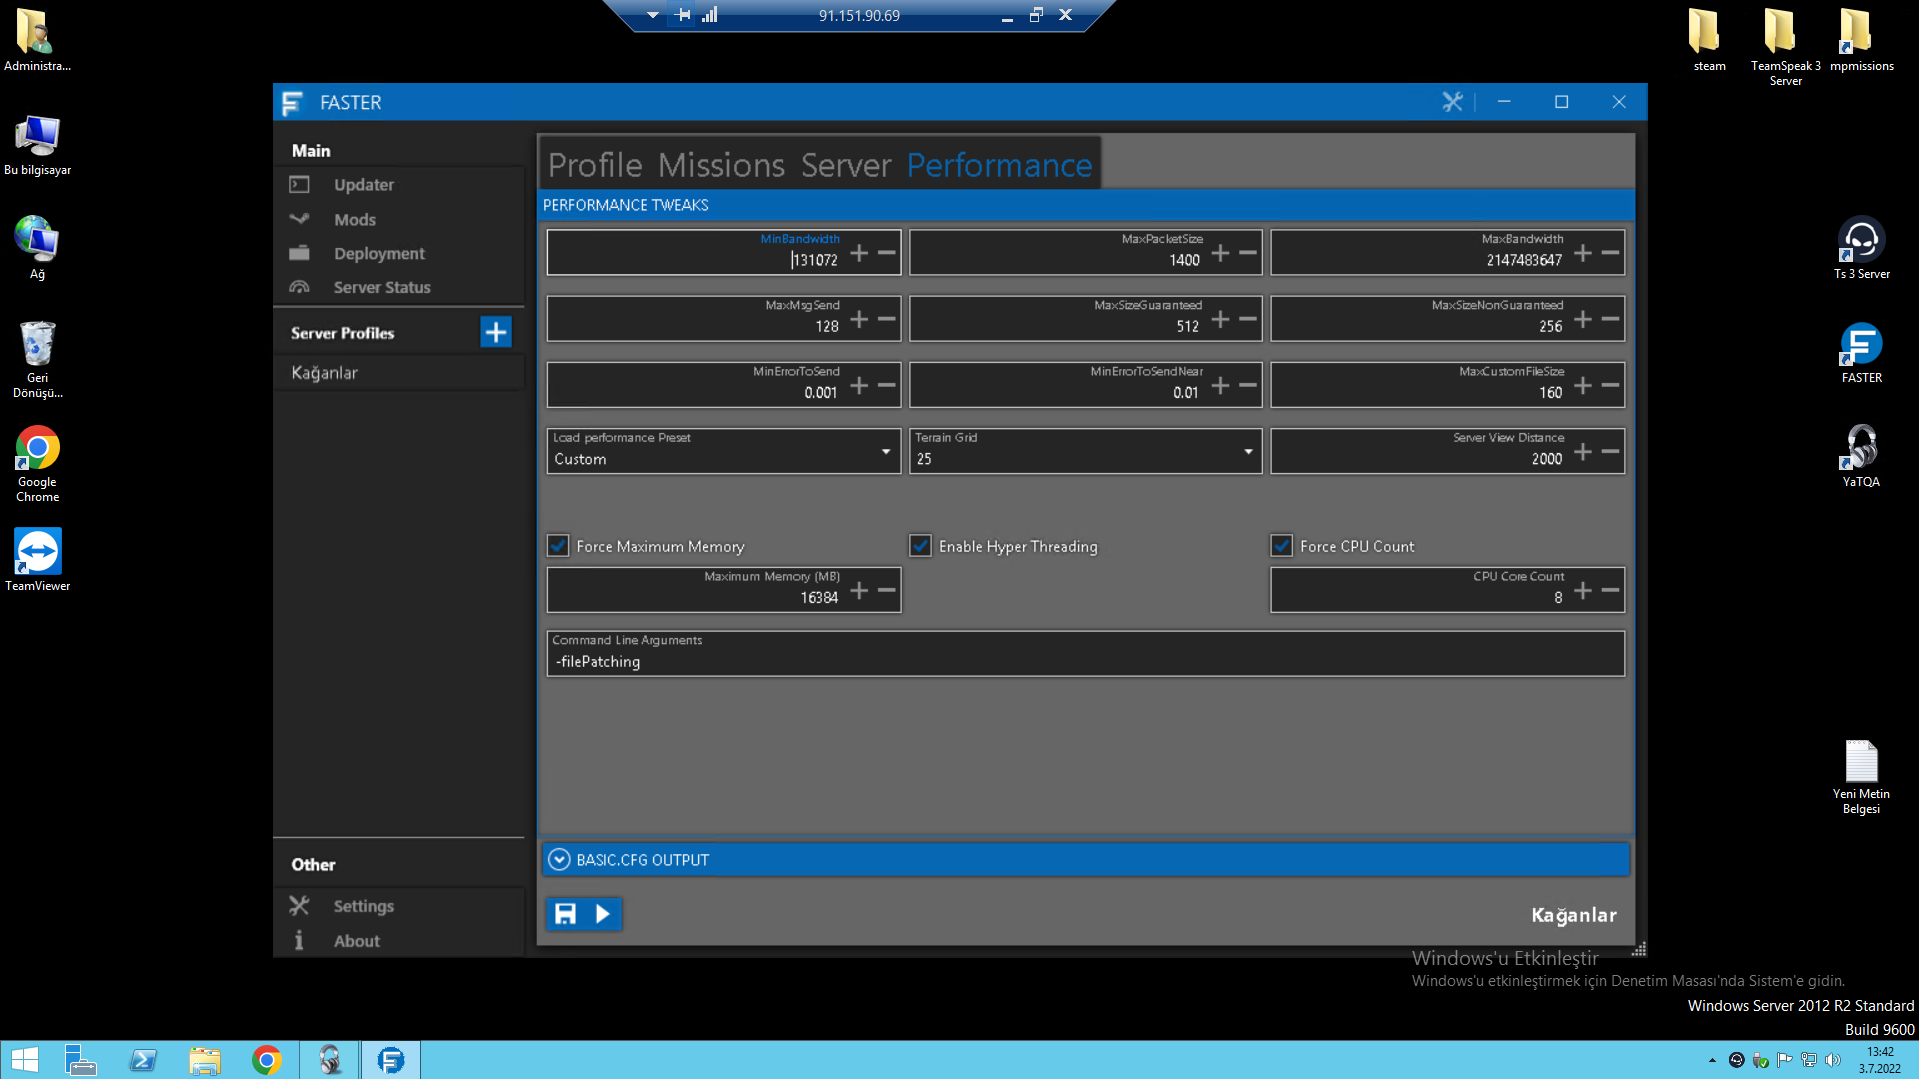 91.151.90.69
Administra...
Bu bilgisayar
Ağ
Geri
Dönüşü...
Google
Chrome
TeamViewer
steam
TeamSpeak 3
Server
mpmissions
Ts 3 Server
FASTER
YaTQA
Yeni Metin
Belgesi
FASTER
Main
Updater
Mods
Deployment
Server Status
Server Profiles
Kağanlar
Other
Settings
About
Profile Missions Server Performance
PERFORMANCE TWEAKS
MinBandwidth
131072
MaxPacketSize
1400
MaxBandwidth
2147483647
MaxMsgSend
128
MaxSizeGuaranteed
512
MaxSizeNonGuaranteed
256
MinErrorToSend
0.001
MinErrorToSendNear
0.01
MaxCustomFileSize
160
Load performance Preset
Custom
Terrain Grid
25
Server View Distance
2000
Force Maximum Memory
Enable Hyper Threading
Force CPU Count
Maximum Memory (MB)
16384
CPU Core Count
8
Command Line Arguments
-filePatching
BASIC.CFG OUTPUT
Kağanlar
Windows'u Etkinleştir
Windows'u etkinleştirmek için Denetim Masası'nda Sistem'e gidin.
Windows Server 2012 R2 Standard
Build 9600
13:42
3.7.2022